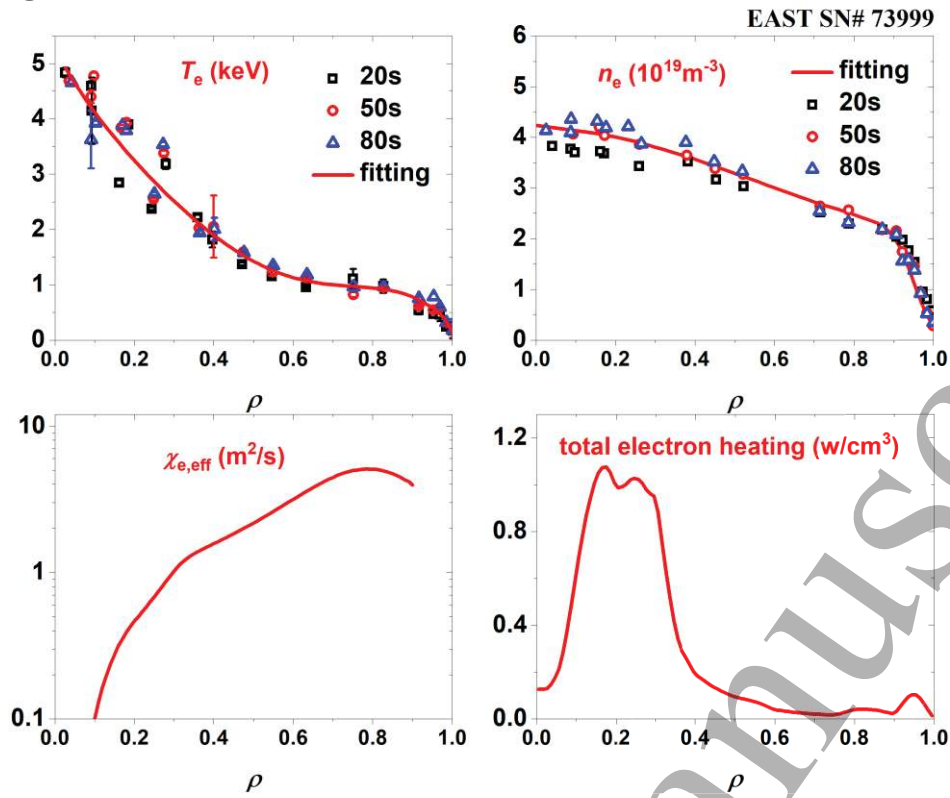 EAST SN# 73999
Te (keV)
20s
50s
80s
fitting
5
4
3
2
1
0
0.0 0.2 0.4 0.6 0.8 1.0
ρ
ne (10^19 m^-3)
fitting
20s
50s
80s
6
5
4
3
2
1
0
0.0 0.2 0.4 0.6 0.8 1.0
ρ
χe,eff (m²/s)
10
1
0.1
0.0 0.2 0.4 0.6 0.8 1.0
ρ
total electron heating (w/cm³)
1.2
0.8
0.4
0.0
0.0 0.2 0.4 0.6 0.8 1.0
ρ
anusc